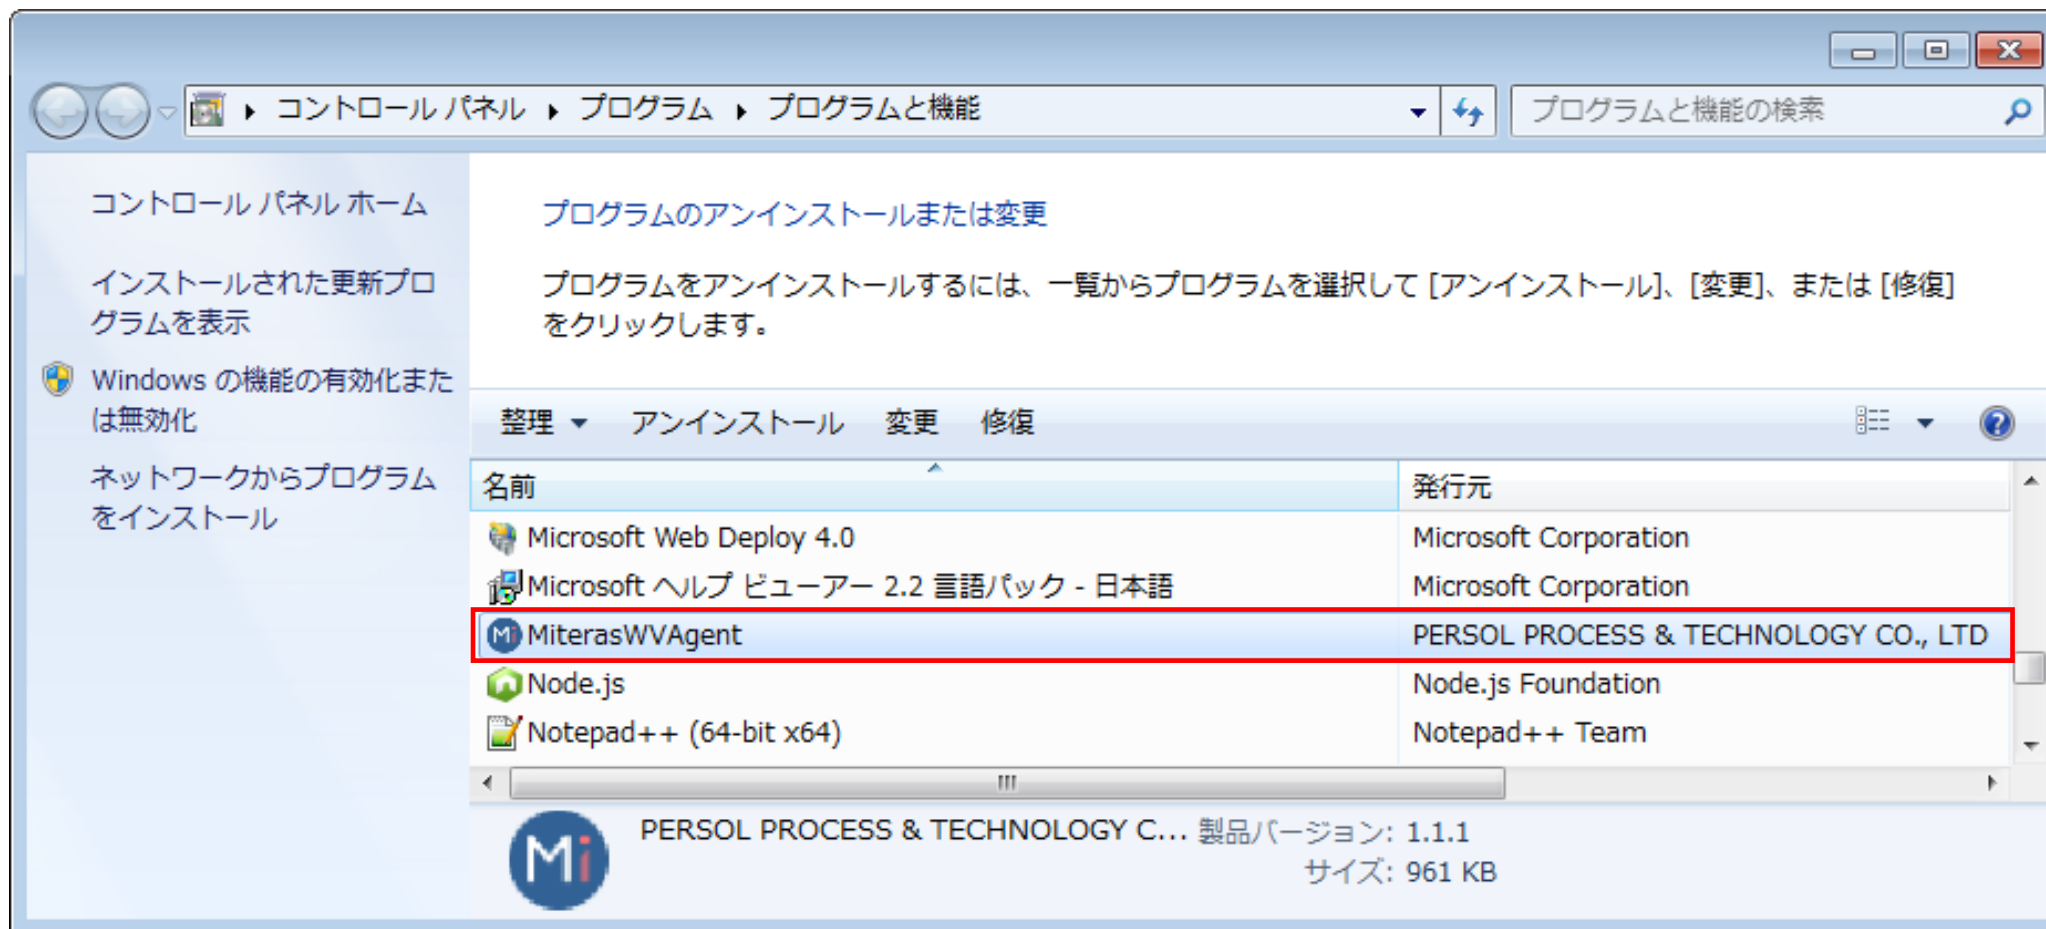 コントロール パネル ▸ プログラム ▸ プログラムと機能
プログラムと機能の検索
コントロール パネル ホーム
インストールされた更新プロ
グラムを表示
Windows の機能の有効化また
は無効化
ネットワークからプログラム
をインストール
プログラムのアンインストールまたは変更
プログラムをアンインストールするには、一覧からプログラムを選択して [アンインストール]、[変更]、または [修復]
をクリックします。
整理 アンインストール 変更 修復
名前 発行元
Microsoft Web Deploy 4.0 Microsoft Corporation
Microsoft ヘルプ ビューアー 2.2 言語パック - 日本語 Microsoft Corporation
MiterasWVAgent PERSOL PROCESS & TECHNOLOGY CO., LTD
Node.js Node.js Foundation
Notepad++ (64-bit x64) Notepad++ Team
Mi
PERSOL PROCESS & TECHNOLOGY C... 製品バージョン: 1.1.1
サイズ: 961 KB